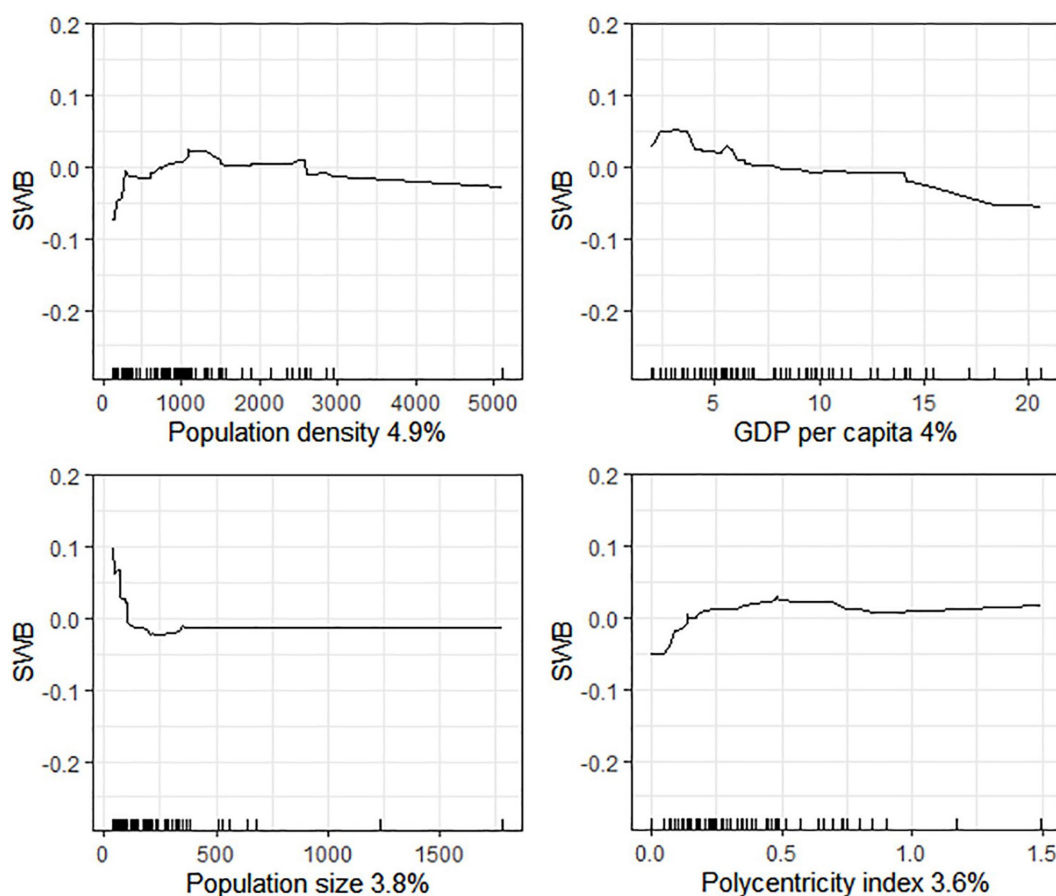 0.2
0.1
0.0
-0.1
-0.2
SWB
0 1000 2000 3000 4000 5000
Population density 4.9%
0.2
0.1
0.0
-0.1
-0.2
SWB
5 10 15 20
GDP per capita 4%
0.2
0.1
0.0
-0.1
-0.2
SWB
0 500 1000 1500
Population size 3.8%
0.2
0.1
0.0
-0.1
-0.2
SWB
0.0 0.5 1.0 1.5
Polycentricity index 3.6%